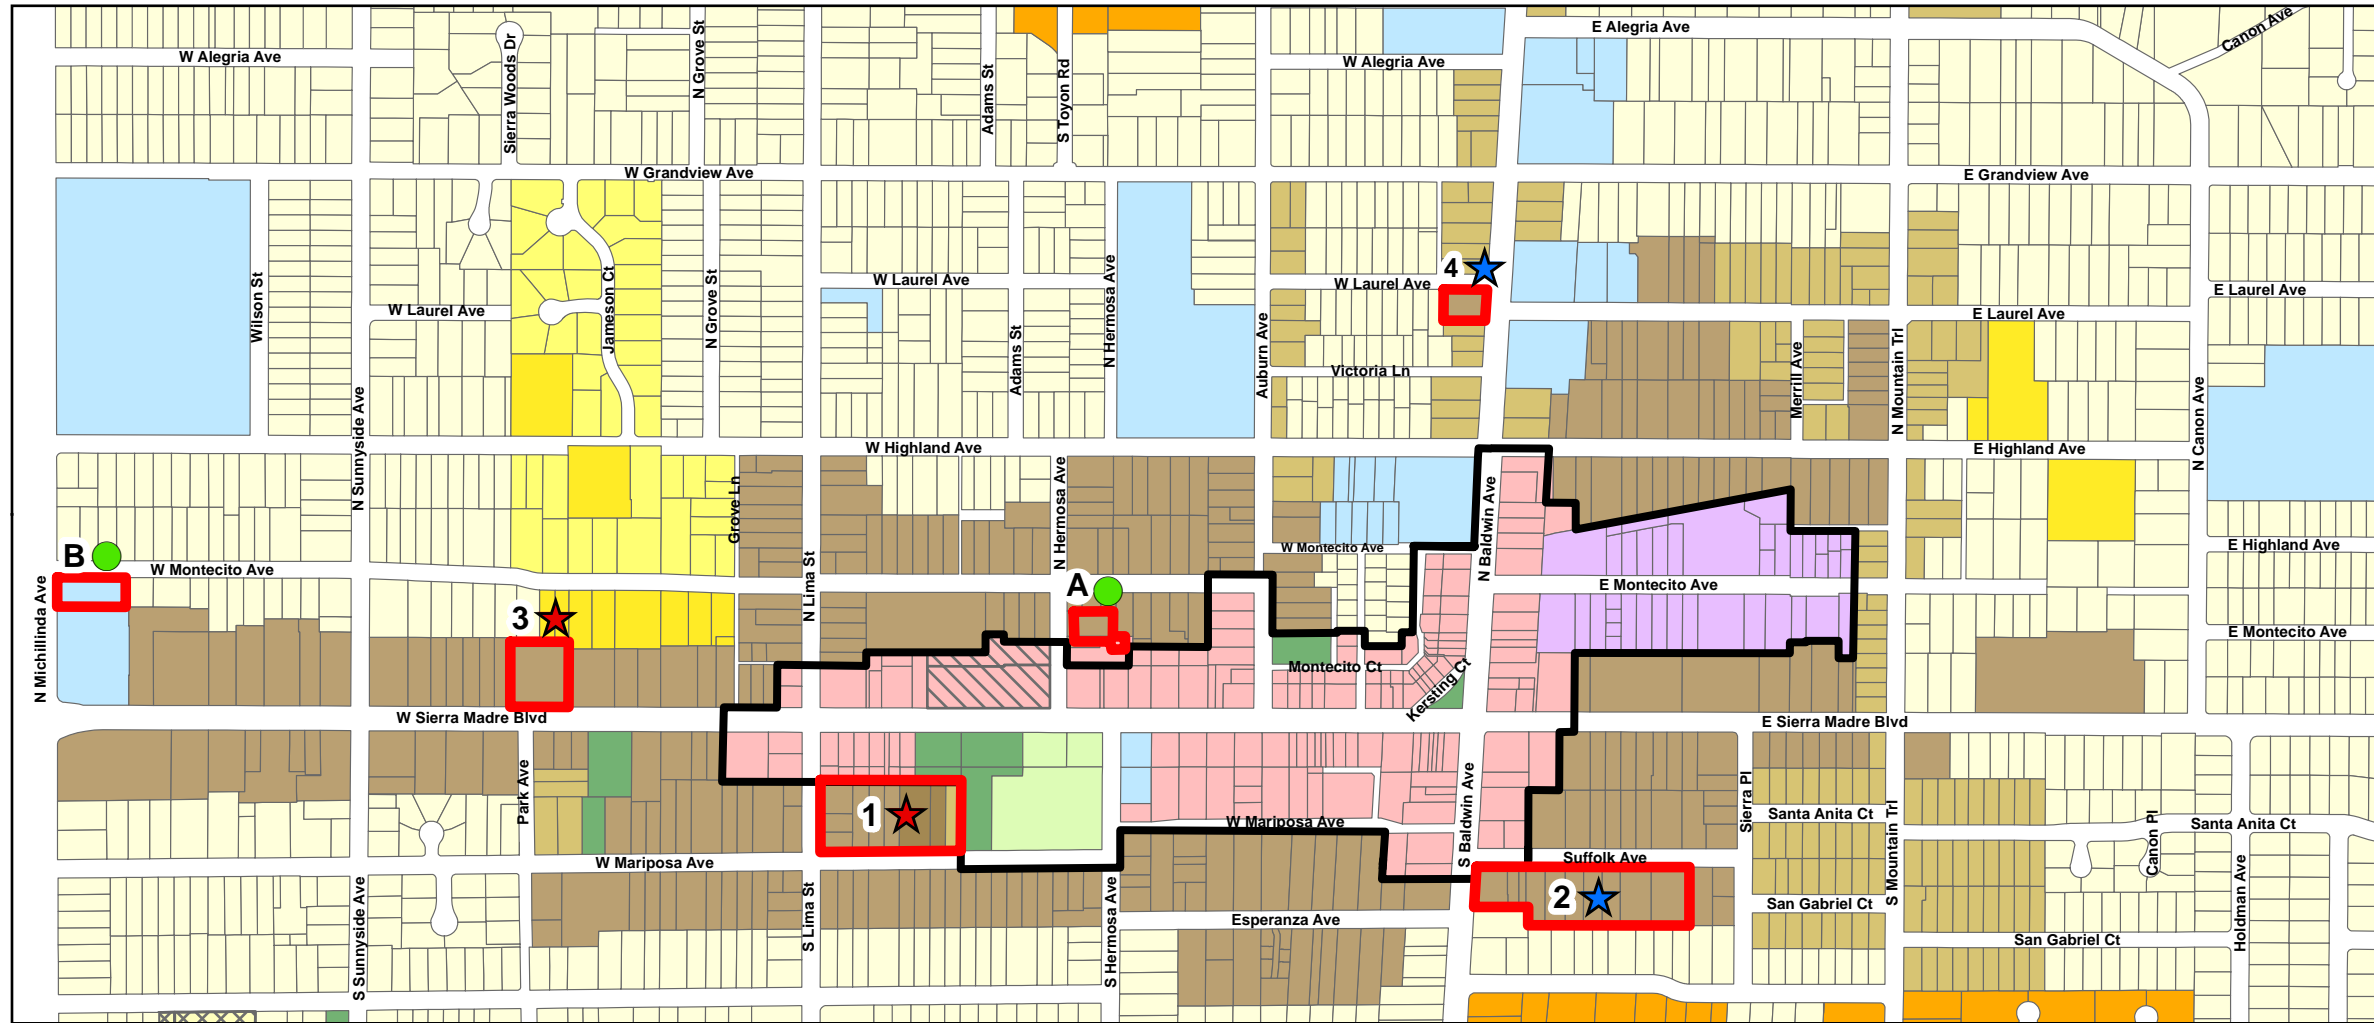 E Alegria Ave
Canon Ave
W Alegria Ave
W Alegria Ave
Sierra Woods Dr
N Grove St
Adams St
S Toyon Rd
W Grandview Ave
E Grandview Ave
Wilson St
Jameson Ct
N Grove St
W Laurel Ave
N Hermosa Ave
4
W Laurel Ave
E Laurel Ave
W Laurel Ave
E Laurel Ave
Adams St
Auburn Ave
Victoria Ln
Merrill Ave
N Mountain Trl
N Canon Ave
N Sunnyside Ave
W Highland Ave
E Highland Ave
Grove Ln
N Hermosa Ave
N Baldwin Ave
B
W Montecito Ave
N Lima St
W Montecito Ave
E Highland Ave
A
E Montecito Ave
N Michillinda Ave
3
E Montecito Ave
Montecito Ct
Kersting Ct
W Sierra Madre Blvd
E Sierra Madre Blvd
Park Ave
1
W Mariposa Ave
S Baldwin Ave
Sierra Pl
Santa Anita Ct
S Mountain Trl
Canon Pl
Santa Anita Ct
W Mariposa Ave
Suffolk Ave
S Sunnyside Ave
S Lima St
S Hermosa Ave
Esperanza Ave
2
San Gabriel Ct
San Gabriel Ct
Holdman Ave